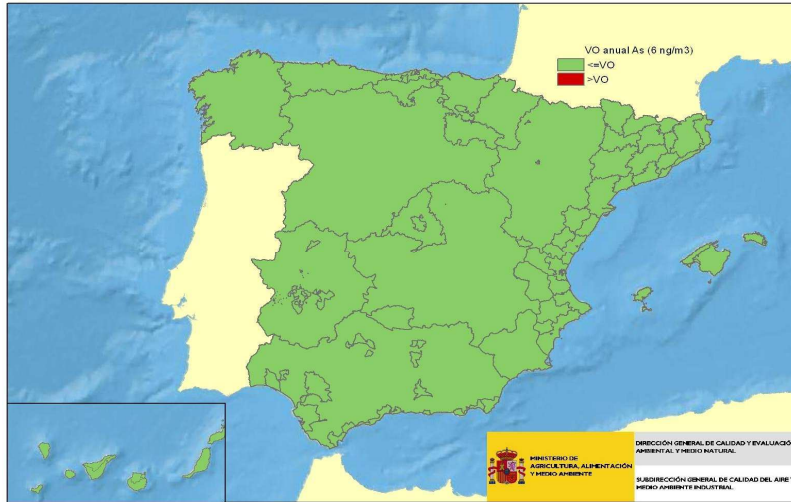 VO anual As (6 ng/m3)
<=VO
>VO
MINISTERIO DE
AGRICULTURA, ALIMENTACIÓN
Y MEDIO AMBIENTE
DIRECCIÓN GENERAL DE CALIDAD Y EVALUACIÓ
AMBIENTAL Y MEDIO NATURAL
SUBDIRECCIÓN GENERAL DE CALIDAD DEL AIRE Y
MEDIO AMBIENTE INDUSTRIAL